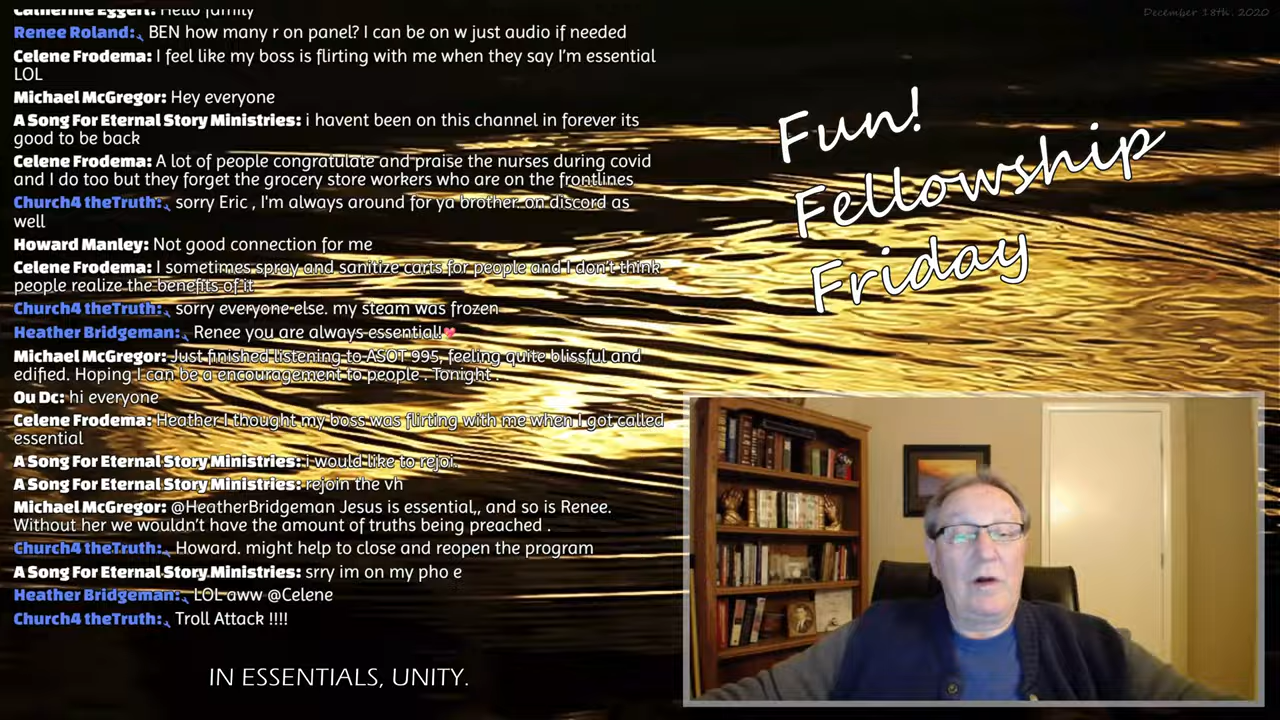 December 18th, 2020
Catherine Eggert: Hello family
Renee Roland: BEN how many r on panel? I can be on w just audio if needed
Celene Frodema: I feel like my boss is flirting with me when they say I’m essential
LOL
Michael McGregor: Hey everyone
A Song For Eternal Story Ministries: i havent been on this channel in forever its
good to be back
Celene Frodema: A lot of people congratulate and praise the nurses during covid
and I do too but they forget the grocery store workers who are on the frontlines
Church4 theTruth: sorry Eric , I'm always around for ya brother. on discord as
well
Howard Manley: Not good connection for me
Celene Frodema: I sometimes spray and sanitize carts for people and I don’t think
people realize the benefits of it
Church4 theTruth: sorry everyone else. my steam was frozen
Heather Bridgeman: Renee you are always essential!
Michael McGregor: Just finished listening to ASOT 995, feeling quite blissful and
edified. Hoping I can be a encouragement to people . Tonight .
Ou Dc: hi everyone
Celene Frodema: Heather I thought my boss was flirting with me when I got called
essential
A Song For Eternal Story Ministries: i would like to rejoi.
A Song For Eternal Story Ministries: rejoin the vh
Michael McGregor: @HeatherBridgeman Jesus is essential,, and so is Renee.
Without her we wouldn’t have the amount of truths being preached .
Church4 theTruth: Howard. might help to close and reopen the program
A Song For Eternal Story Ministries: srry im on my pho e
Heather Bridgeman: LOL aww @Celene
Church4 theTruth: Troll Attack !!!!
IN ESSENTIALS, UNITY.
Fun!
Fellowship
Friday